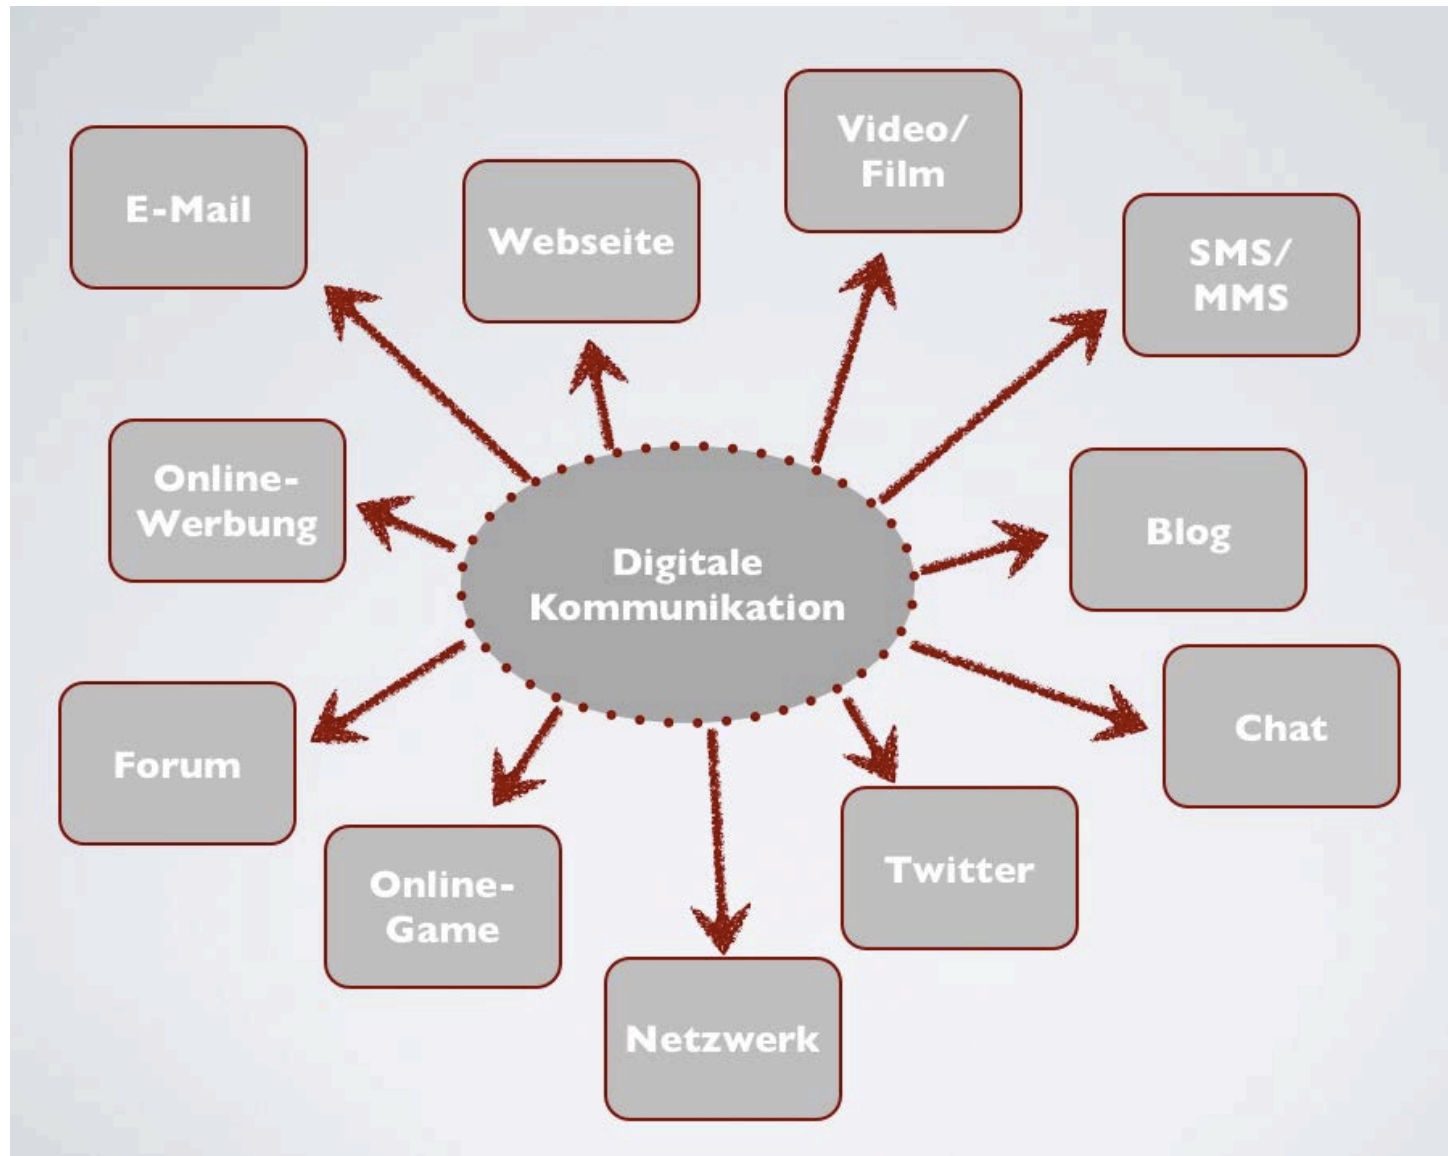 Video/
Film
E-Mail
Webseite
SMS/
MMS
Online-
Werbung
Blog
Digitale
Kommunikation
Forum
Chat
Online-
Game
Twitter
Netzwerk